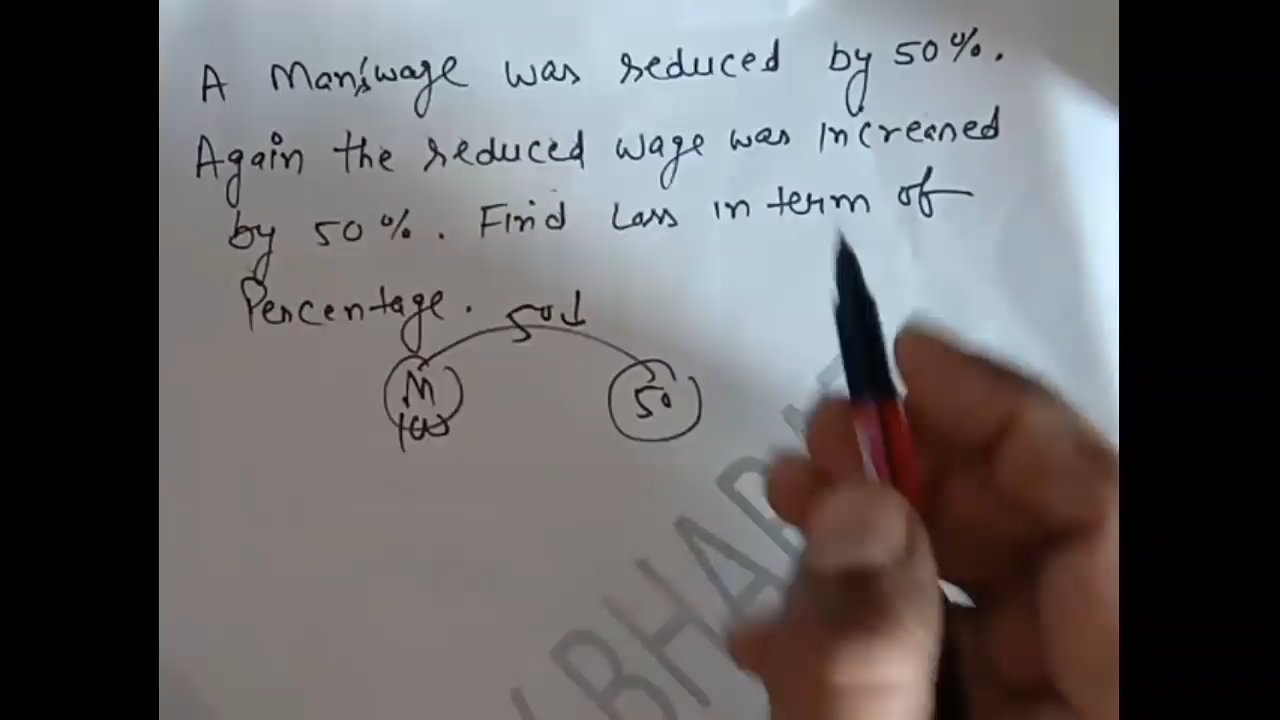 A Man's wage was reduced by 50%.
Again the reduced wage was increased
by 50%. Find Loss in term of
Percentage.
50↓
M
100
50
BHARAT